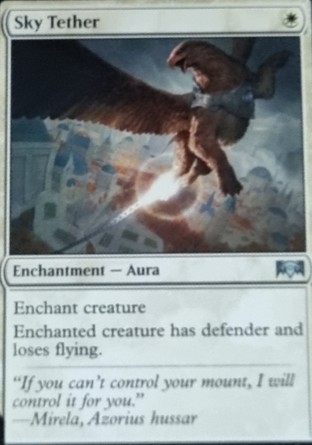 Sky Tether
Enchantment — Aura
Enchant creature
Enchanted creature has defender and
loses flying.
"If you can't control your mount, I will
control it for you."
—Mirela, Azorius hussar